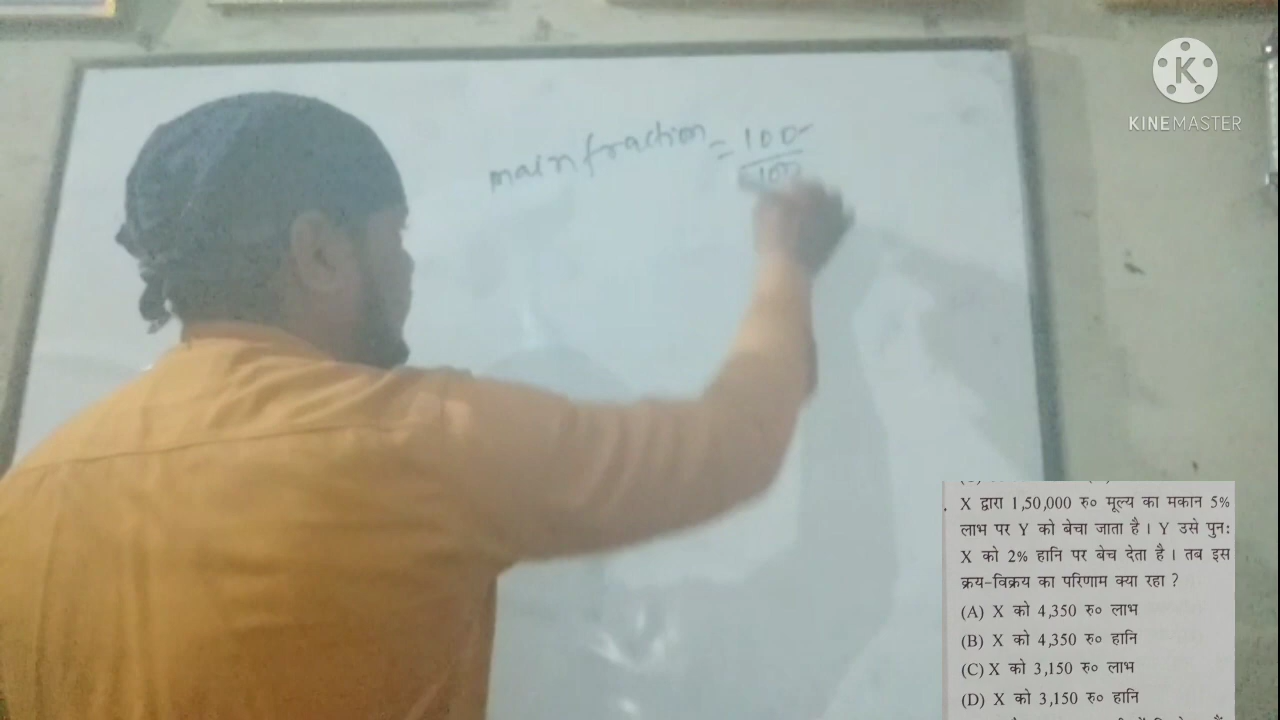 KINEMASTER
main fraction = 100
100
X द्वारा 1,50,000 रु० मूल्य का मकान 5%
लाभ पर Y को बेचा जाता है। Y उसे पुनः
X को 2% हानि पर बेच देता है। तब इस
क्रय-विक्रय का परिणाम क्या रहा ?
(A) X को 4,350 रु० लाभ
(B) X को 4,350 रु० हानि
(C) X को 3,150 रु० लाभ
(D) X को 3,150 रु० हानि